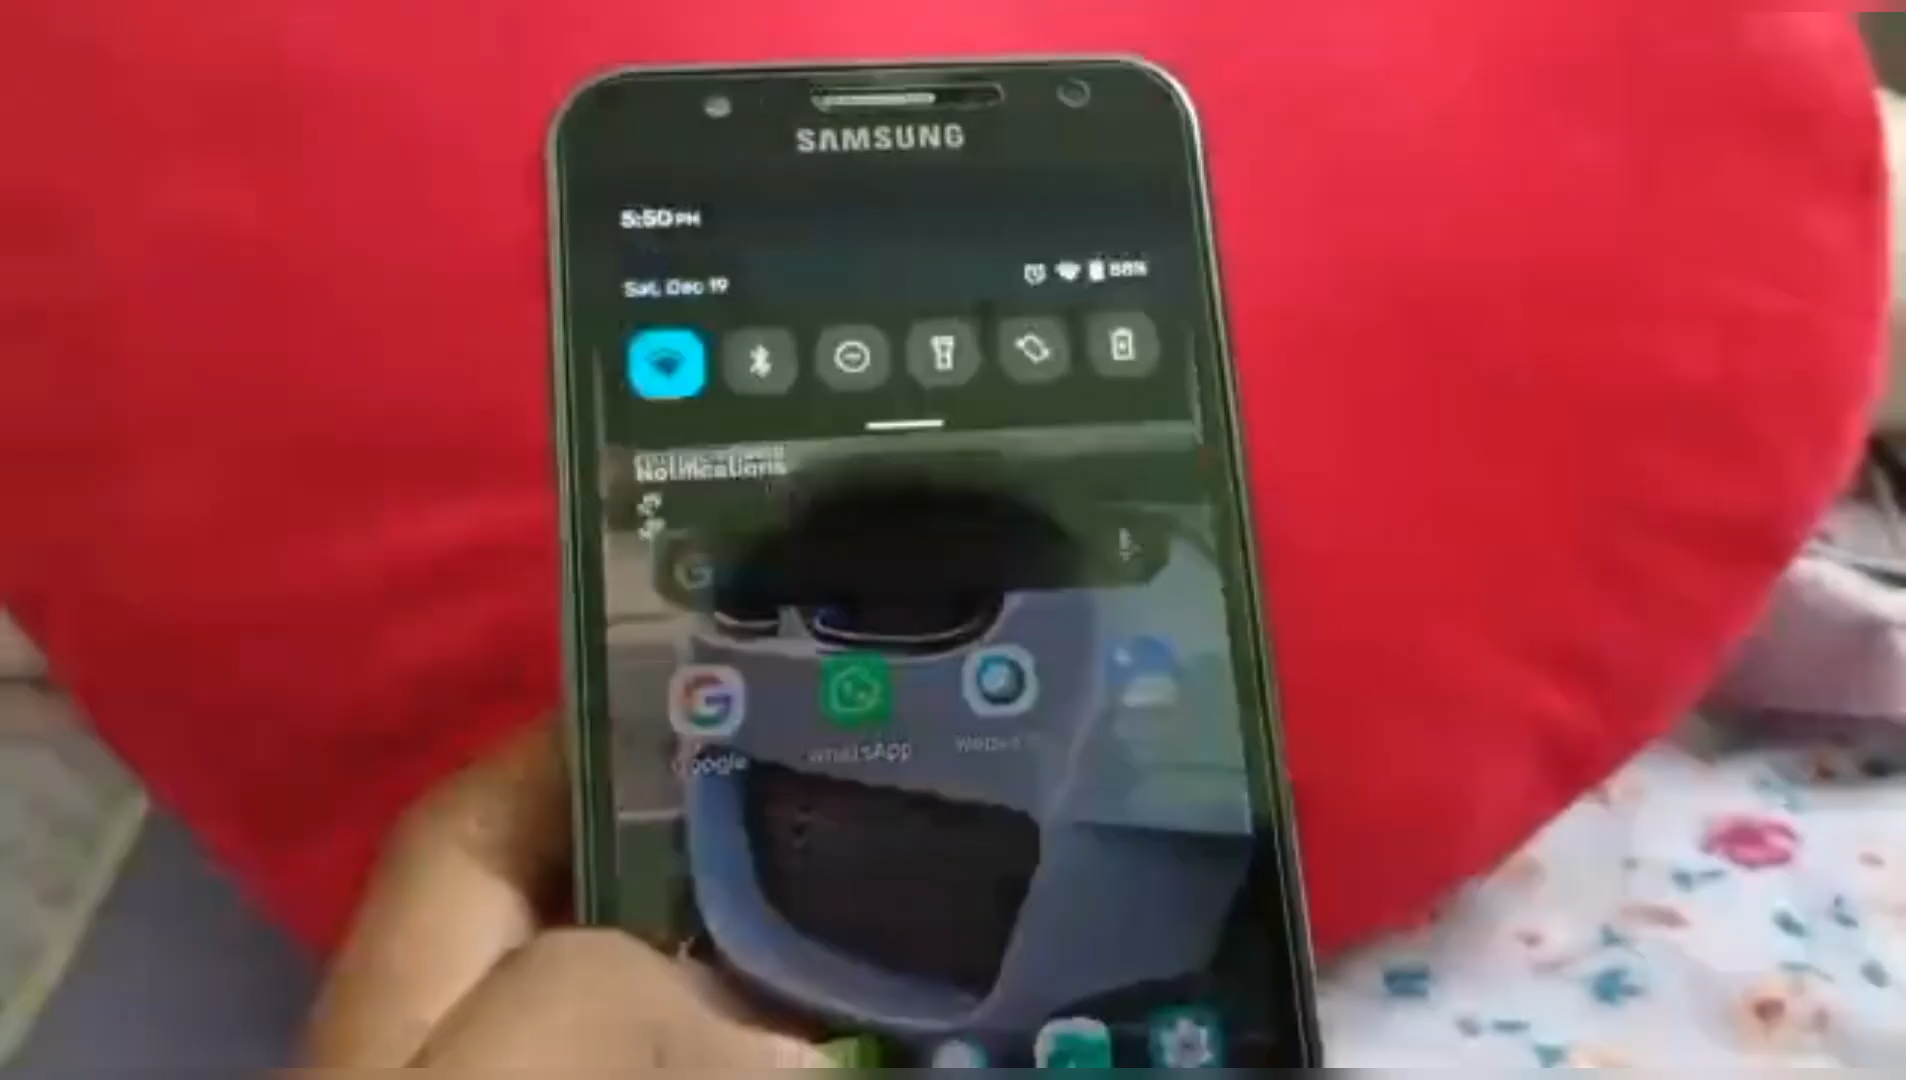 SAMSUNG
5:50 PM
Sat, Dec 19
88%
Notifications
Google
WhatsApp